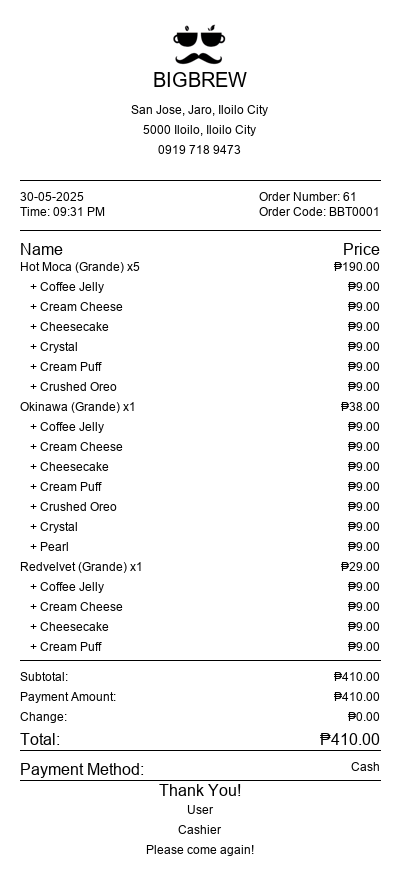 BIGBREW
San Jose, Jaro, Iloilo City
5000 Iloilo, Iloilo City
0919 718 9473
30-05-2025 Order Number: 61
Time: 09:31 PM Order Code: BBT0001
Name Price
Hot Moca (Grande) x5 ₱190.00
+ Coffee Jelly ₱9.00
+ Cream Cheese ₱9.00
+ Cheesecake ₱9.00
+ Crystal ₱9.00
+ Cream Puff ₱9.00
+ Crushed Oreo ₱9.00
Okinawa (Grande) x1 ₱38.00
+ Coffee Jelly ₱9.00
+ Cream Cheese ₱9.00
+ Cheesecake ₱9.00
+ Cream Puff ₱9.00
+ Crushed Oreo ₱9.00
+ Crystal ₱9.00
+ Pearl ₱9.00
Redvelvet (Grande) x1 ₱29.00
+ Coffee Jelly ₱9.00
+ Cream Cheese ₱9.00
+ Cheesecake ₱9.00
+ Cream Puff ₱9.00
Subtotal: ₱410.00
Payment Amount: ₱410.00
Change: ₱0.00
Total: ₱410.00
Payment Method: Cash
Thank You!
User
Cashier
Please come again!